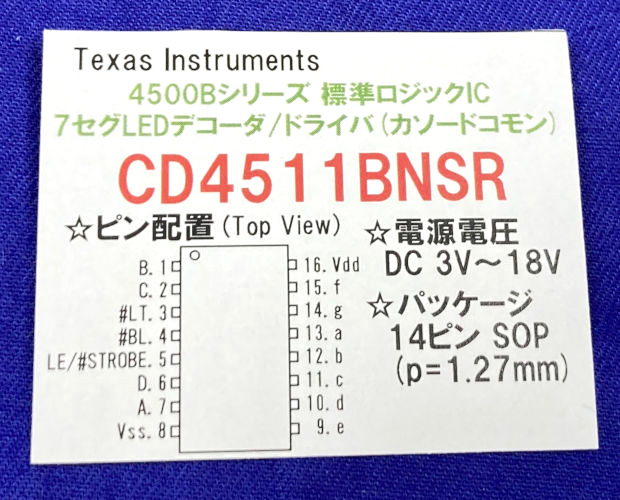 Texas Instruments
4500Bシリーズ 標準ロジックIC
7セグLEDデコーダ/ドライバ(カソードコモン)
CD4511BNSR
☆ピン配置(Top View)
B. 1
C. 2
#LT. 3
#BL. 4
LE/#STROBE. 5
D. 6
A. 7
Vss. 8
16. Vdd
15. f
14. g
13. a
12. b
11. c
10. d
9. e
☆電源電圧
DC 3V～18V
☆パッケージ
14ピン SOP
(p=1.27mm)